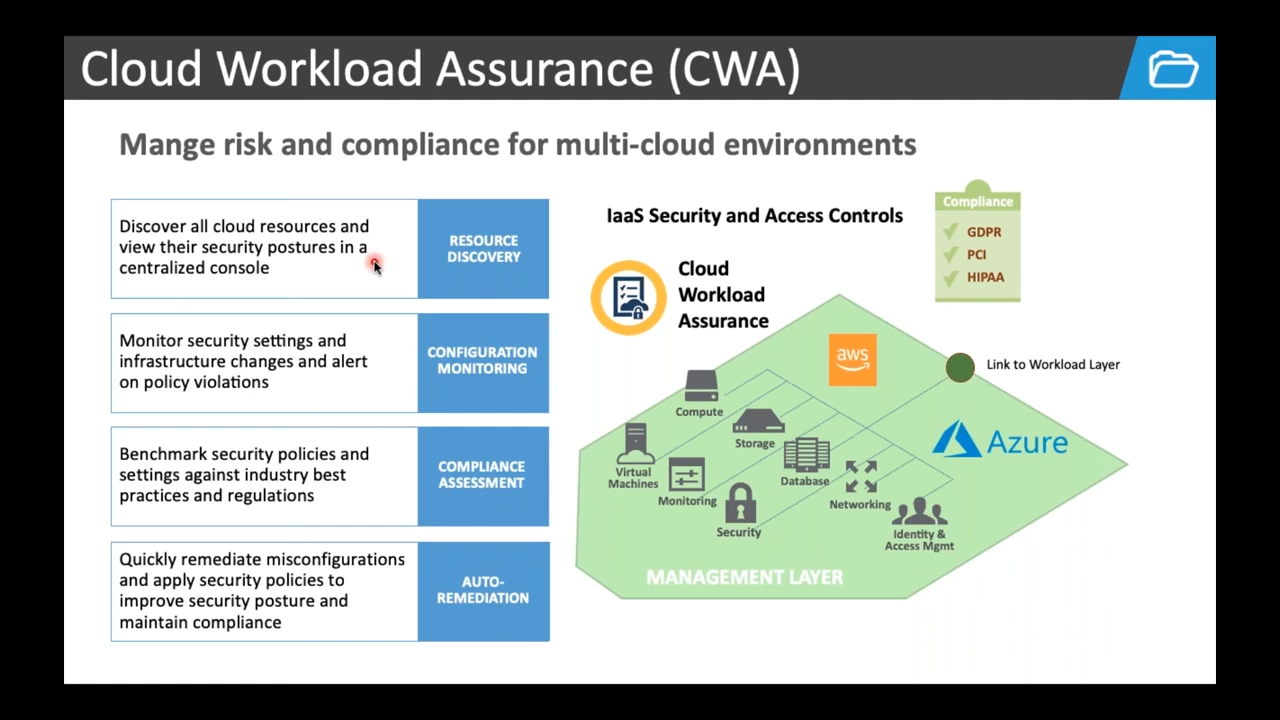 Cloud Workload Assurance (CWA)
Mange risk and compliance for multi-cloud environments
Discover all cloud resources and
view their security postures in a
centralized console
RESOURCE
DISCOVERY
Monitor security settings and
infrastructure changes and alert
on policy violations
CONFIGURATION
MONITORING
Benchmark security policies and
settings against industry best
practices and regulations
COMPLIANCE
ASSESSMENT
Quickly remediate misconfigurations
and apply security policies to
improve security posture and
maintain compliance
AUTO-
REMEDIATION
IaaS Security and Access Controls
Compliance
GDPR
PCI
HIPAA
Cloud
Workload
Assurance
aws
Link to Workload Layer
Azure
Compute
Storage
Virtual
Machines
Monitoring
Database
Security
Networking
Identity &
Access Mgmt
MANAGEMENT LAYER